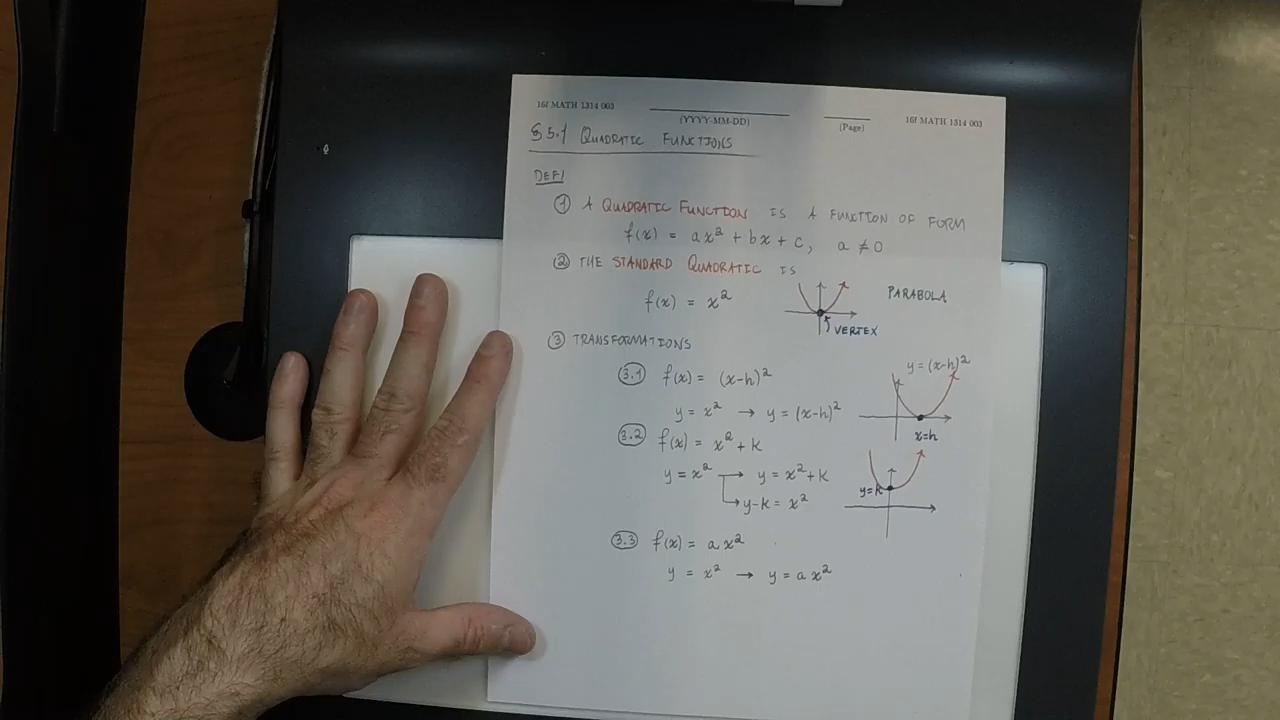 16f MATH 1314 003
(YYYY-MM-DD)
(Page)
16f MATH 1314 003
§5.1 QUADRATIC FUNCTIONS
DEF!
① A QUADRATIC FUNCTION IS A FUNCTION OF FORM
f(x) = ax² + bx + c, a ≠ 0
② THE STANDARD QUADRATIC IS
f(x) = x²
PARABOLA
VERTEX
③ TRANSFORMATIONS
3.1 f(x) = (x-h)²
y = (x-h)²
y = x² → y = (x-h)²
x=h
3.2 f(x) = x² + k
y = x² → y = x²+k
y=k
→ y-k = x²
3.3 f(x) = a x²
y = x² → y = a x²